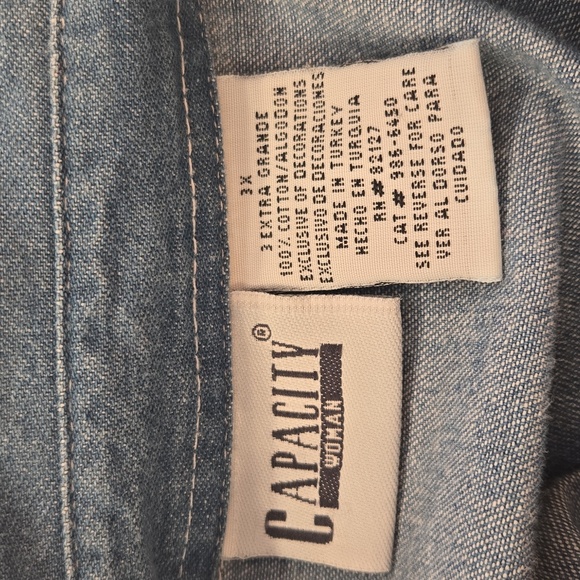 3X
3 EXTRA GRANDE
100% COTTON/ALGODON
EXCLUSIVE OF DECORATIONS
EXCLUSIVO DE DECORACIONES
MADE IN TURKEY
HECHO EN TURQUIA
RN# 82127
CAT# 986-6450
SEE REVERSE FOR CARE
VER AL DORSO PARA
CUIDADO
CAPACITY®
WOMAN